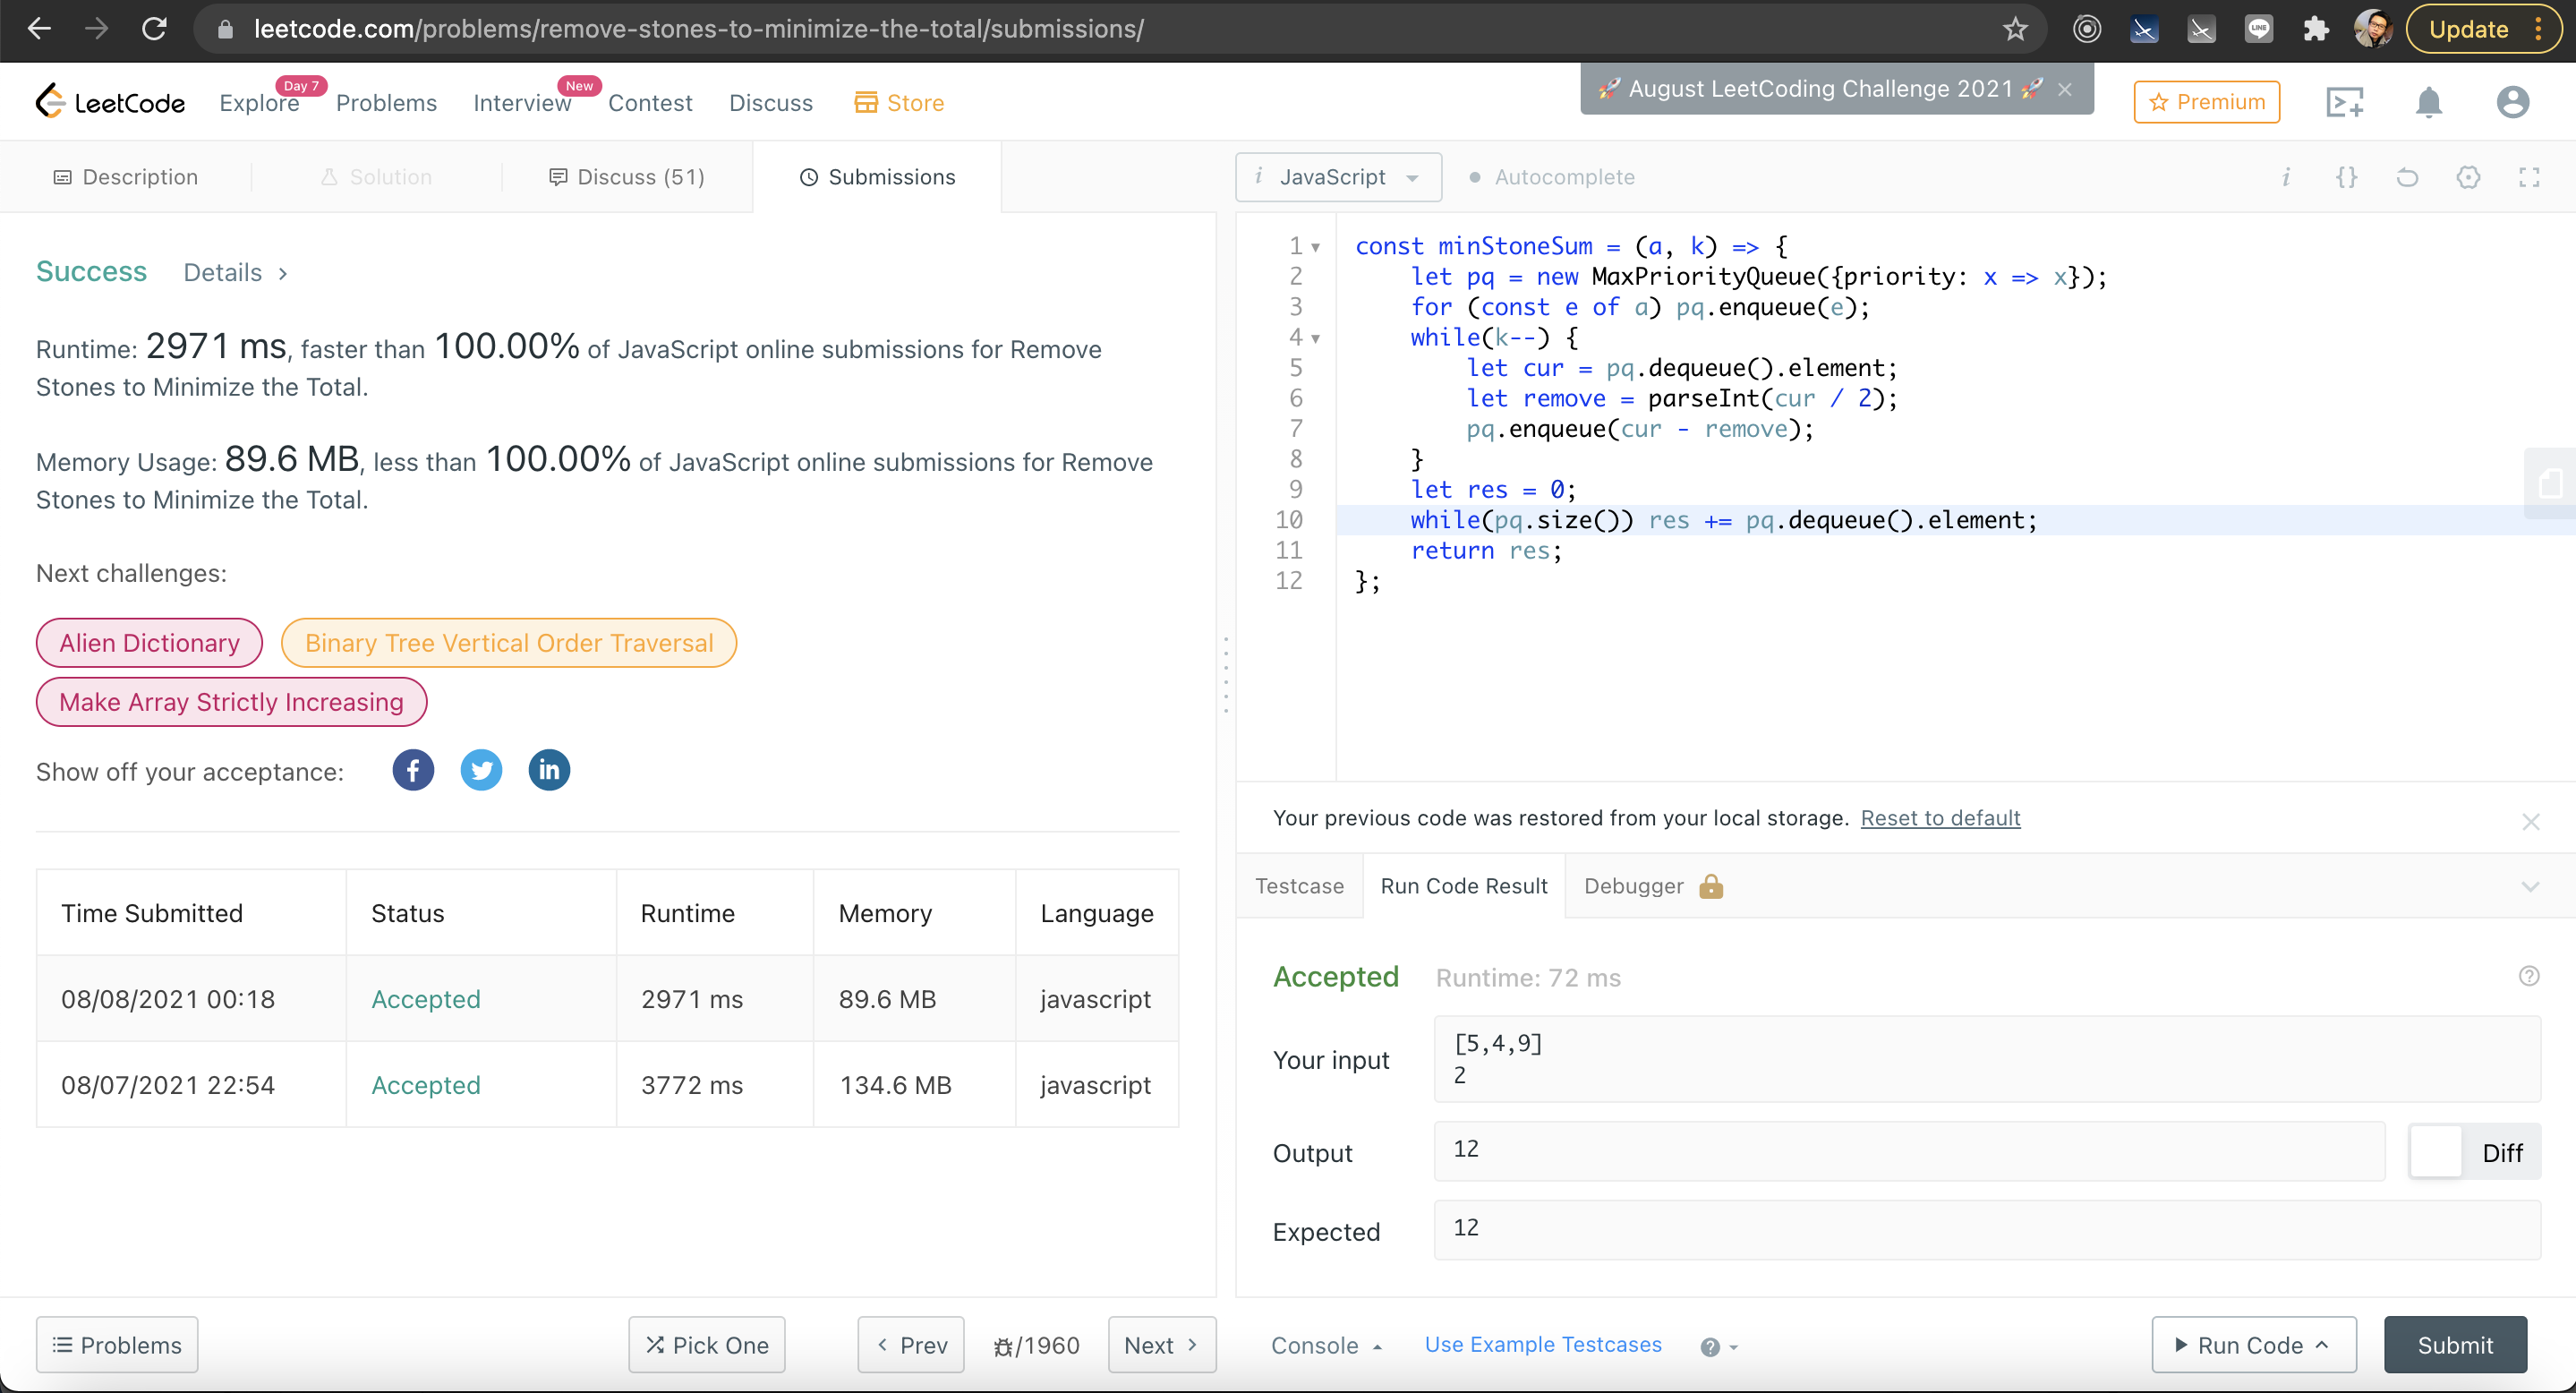 leetcode.com/problems/remove-stones-to-minimize-the-total/submissions/
Update
LeetCode
Explore
Day 7
Problems
Interview
New
Contest
Discuss
Store
🚀 August LeetCoding Challenge 2021 🚀
Premium
Description
Solution
Discuss (51)
Submissions
Success
Details
Runtime: 2971 ms, faster than 100.00% of JavaScript online submissions for Remove
Stones to Minimize the Total.
Memory Usage: 89.6 MB, less than 100.00% of JavaScript online submissions for Remove
Stones to Minimize the Total.
Next challenges:
Alien Dictionary
Binary Tree Vertical Order Traversal
Make Array Strictly Increasing
Show off your acceptance:
Time Submitted Status Runtime Memory Language
08/08/2021 00:18 Accepted 2971 ms 89.6 MB javascript
08/07/2021 22:54 Accepted 3772 ms 134.6 MB javascript
Problems
Pick One
Prev
/1960
Next
i JavaScript
Autocomplete
1 const minStoneSum = (a, k) => {
2 let pq = new MaxPriorityQueue({priority: x => x});
3 for (const e of a) pq.enqueue(e);
4 while(k--) {
5 let cur = pq.dequeue().element;
6 let remove = parseInt(cur / 2);
7 pq.enqueue(cur - remove);
8 }
9 let res = 0;
10 while(pq.size()) res += pq.dequeue().element;
11 return res;
12 };
Your previous code was restored from your local storage. Reset to default
Testcase
Run Code Result
Debugger
Accepted
Runtime: 72 ms
Your input
[5,4,9]
2
Output
12
Diff
Expected
12
Console
Use Example Testcases
Run Code
Submit